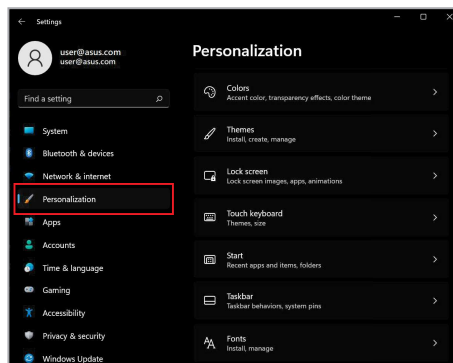 Settings
user@asus.com
user@asus.com
Find a setting
System
Bluetooth & devices
Network & internet
Personalization
Apps
Accounts
Time & language
Gaming
Accessibility
Privacy & security
Windows Update
Personalization
Colors
Accent color, transparency effects, color theme
Themes
Install, create, manage
Lock screen
Lock screen images, apps, animations
Touch keyboard
Themes, size
Start
Recent apps and items, folders
Taskbar
Taskbar behaviors, system pins
Fonts
Install, manage